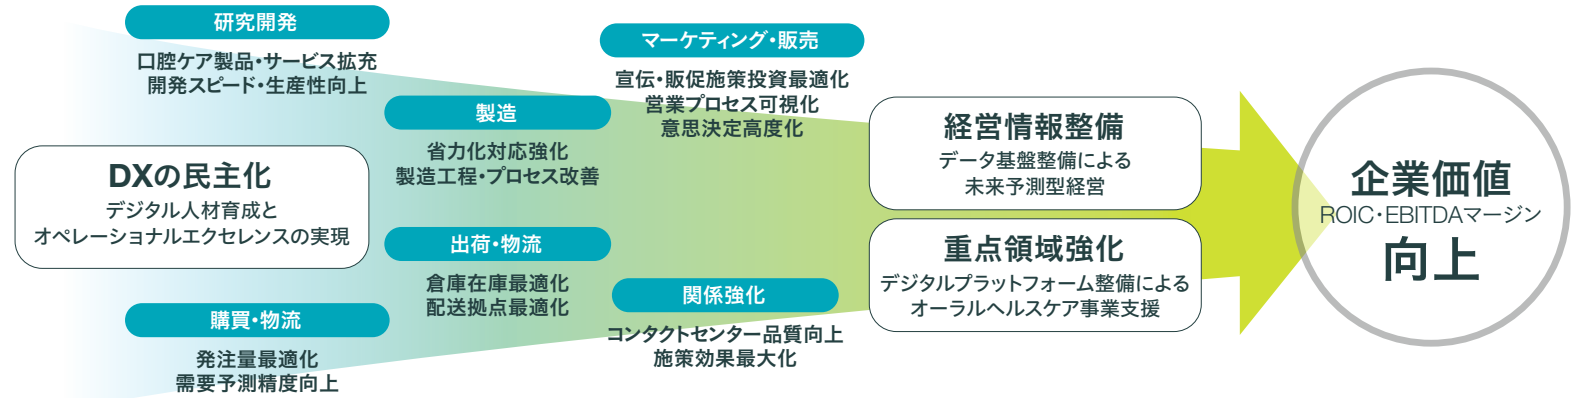 研究開発
口腔ケア製品・サービス拡充
開発スピード・生産性向上
マーケティング・販売
宣伝・販促施策投資最適化
営業プロセス可視化
意思決定高度化
製造
省力化対応強化
製造工程・プロセス改善
DXの民主化
デジタル人材育成と
オペレーショナルエクセレンスの実現
出荷・物流
倉庫在庫最適化
配送拠点最適化
購買・物流
発注量最適化
需要予測精度向上
関係強化
コンタクトセンター品質向上
施策効果最大化
経営情報整備
データ基盤整備による
未来予測型経営
重点領域強化
デジタルプラットフォーム整備による
オーラルヘルスケア事業支援
企業価値
ROIC・EBITDAマージン
向上